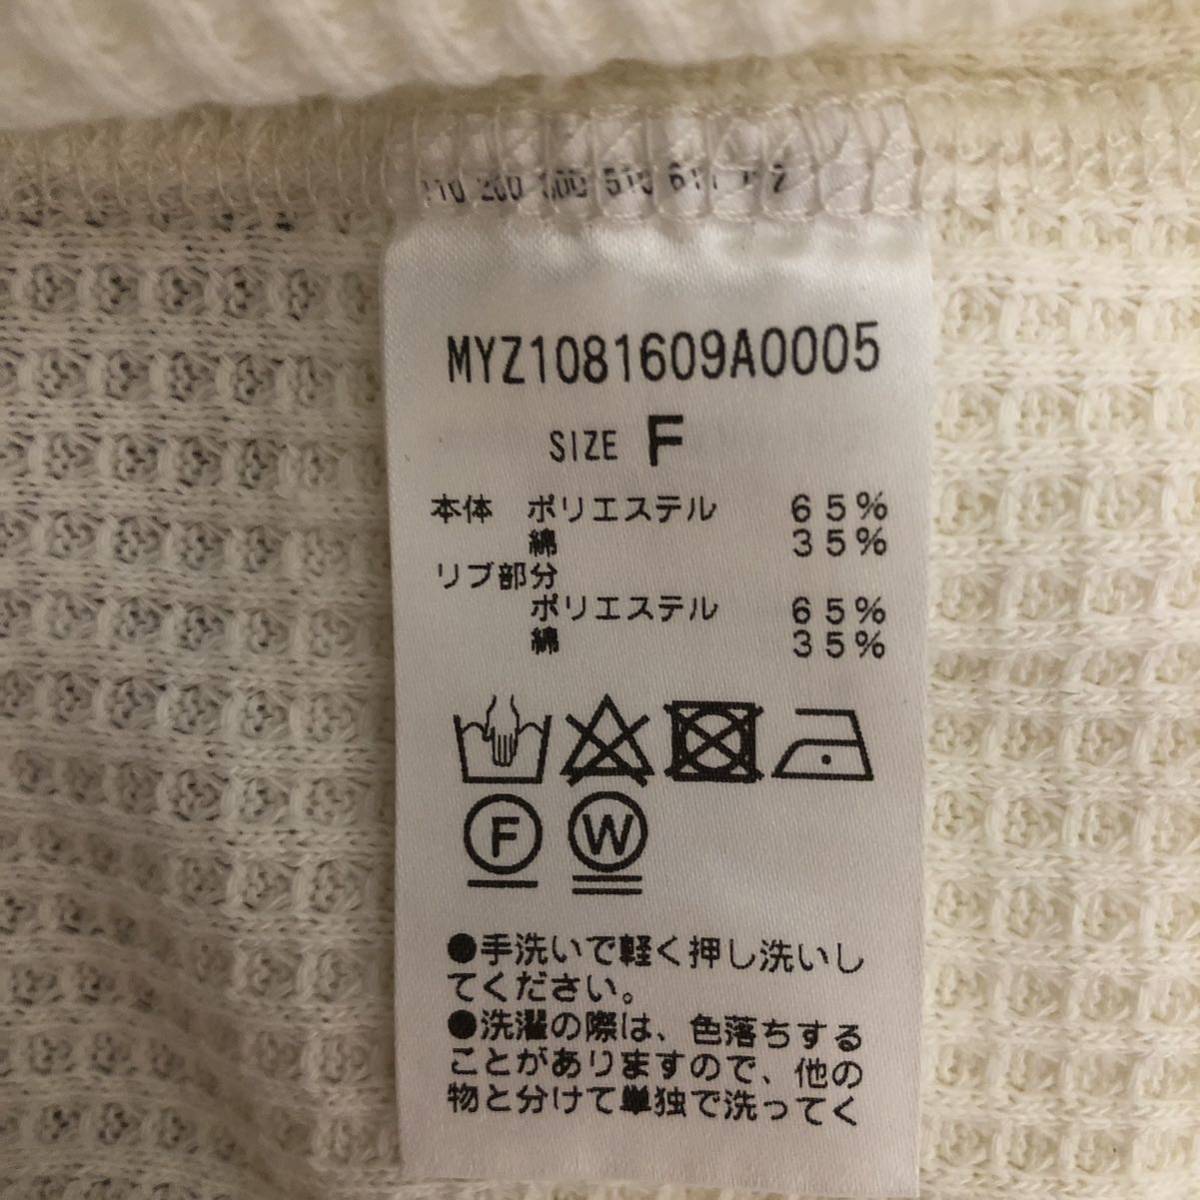 MYZ1081609A0005
SIZE F
本体 ポリエステル 65%
綿 35%
リブ部分
ポリエステル 65%
綿 35%
F W
●手洗いで軽く押し洗いし
てください。
●洗濯の際は、色落ちする
ことがありますので、他の
物と分けて単独で洗ってく